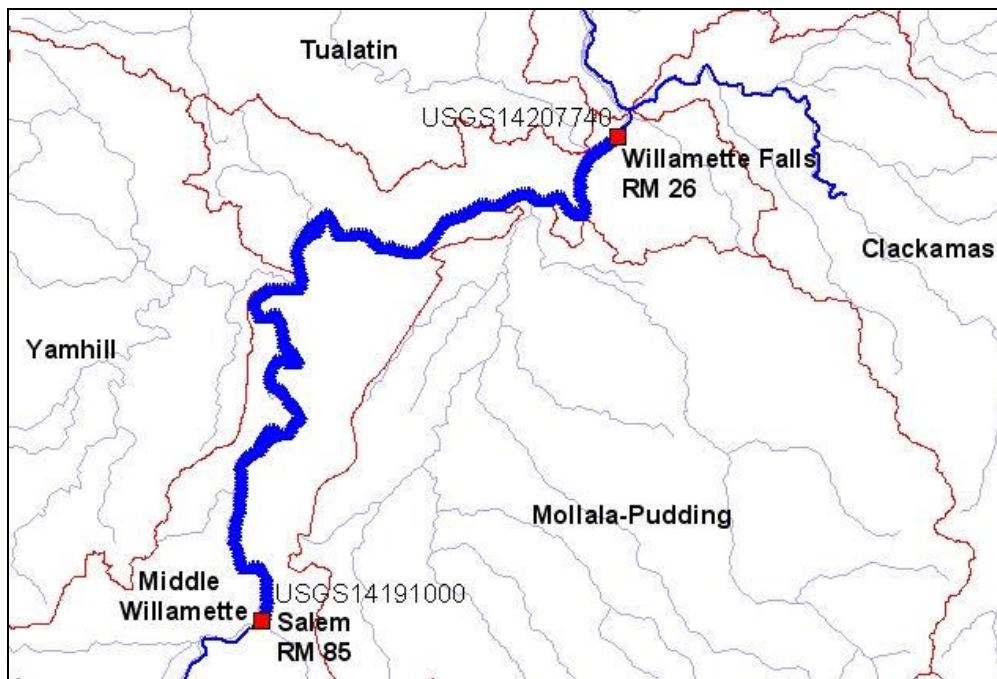 Tualatin
USGS14207740
Willamette Falls
RM 26
Clackamas
Yamhill
Mollala-Pudding
Middle
Willamette
USGS14191000
Salem
RM 85